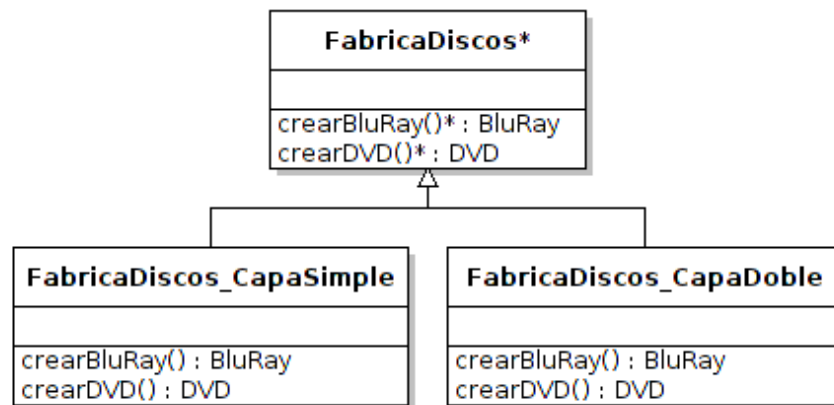 FabricaDiscos*
crearBluRay()* : BluRay
crearDVD()* : DVD
FabricaDiscos_CapaSimple
crearBluRay() : BluRay
crearDVD() : DVD
FabricaDiscos_CapaDoble
crearBluRay() : BluRay
crearDVD() : DVD